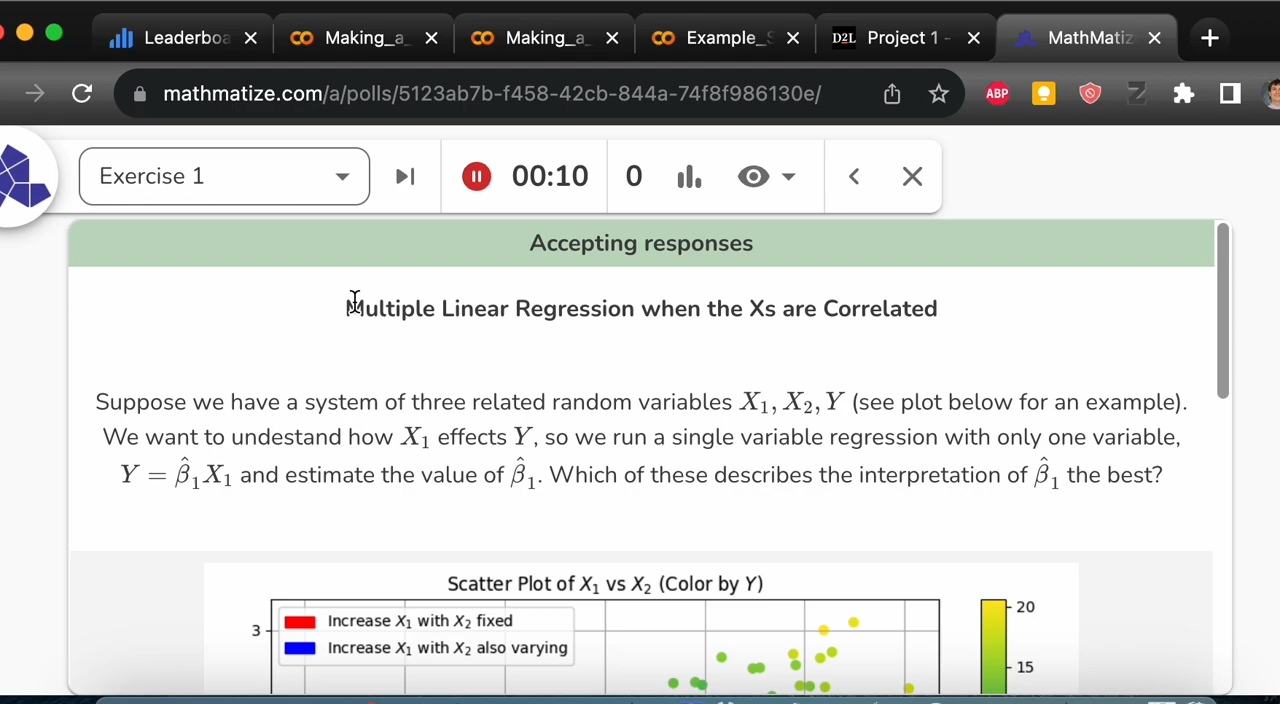 Leaderboa
Making_a_
Making_a_
Example_S
D2L Project 1 -
MathMatiz
mathmatize.com/a/polls/5123ab7b-f458-42cb-844a-74f8f986130e/
ABP
Exercise 1
00:10
0
Accepting responses
Multiple Linear Regression when the Xs are Correlated
Suppose we have a system of three related random variables X₁, X₂, Y (see plot below for an example).
We want to undestand how X₁ effects Y, so we run a single variable regression with only one variable,
Y = β̂₁X₁ and estimate the value of β̂₁. Which of these describes the interpretation of β̂₁ the best?
Scatter Plot of X₁ vs X₂ (Color by Y)
Increase X₁ with X₂ fixed
Increase X₁ with X₂ also varying
3
20
15